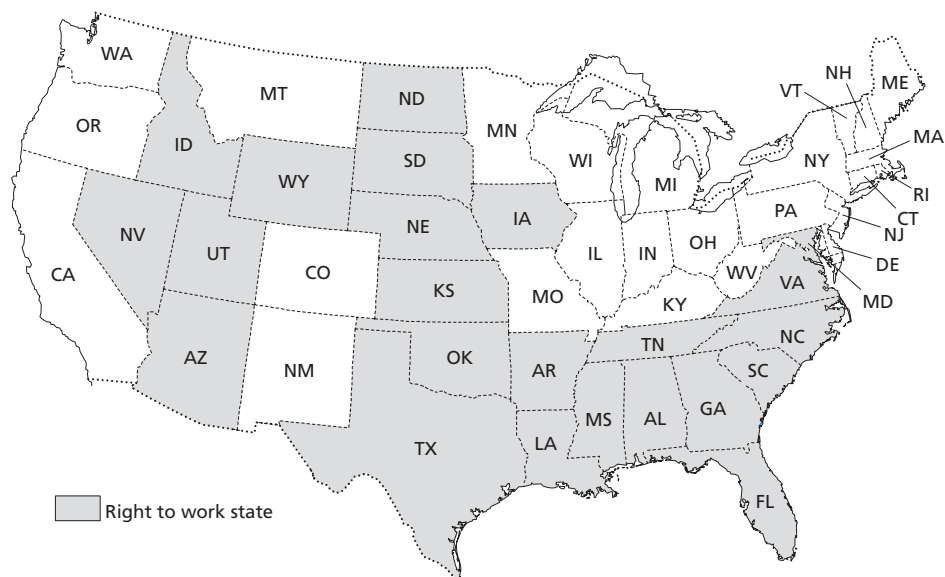 WA
MT
ND
MN
OR
ID
SD
WY
WI
MI
NH
VT
ME
MA
NY
RI
CT
NJ
PA
DE
MD
IA
NE
NV
UT
CO
CA
KS
MO
IL
IN
OH
WV
VA
KY
AZ
NM
OK
AR
TN
NC
SC
TX
LA
MS
AL
GA
FL
Right to work state